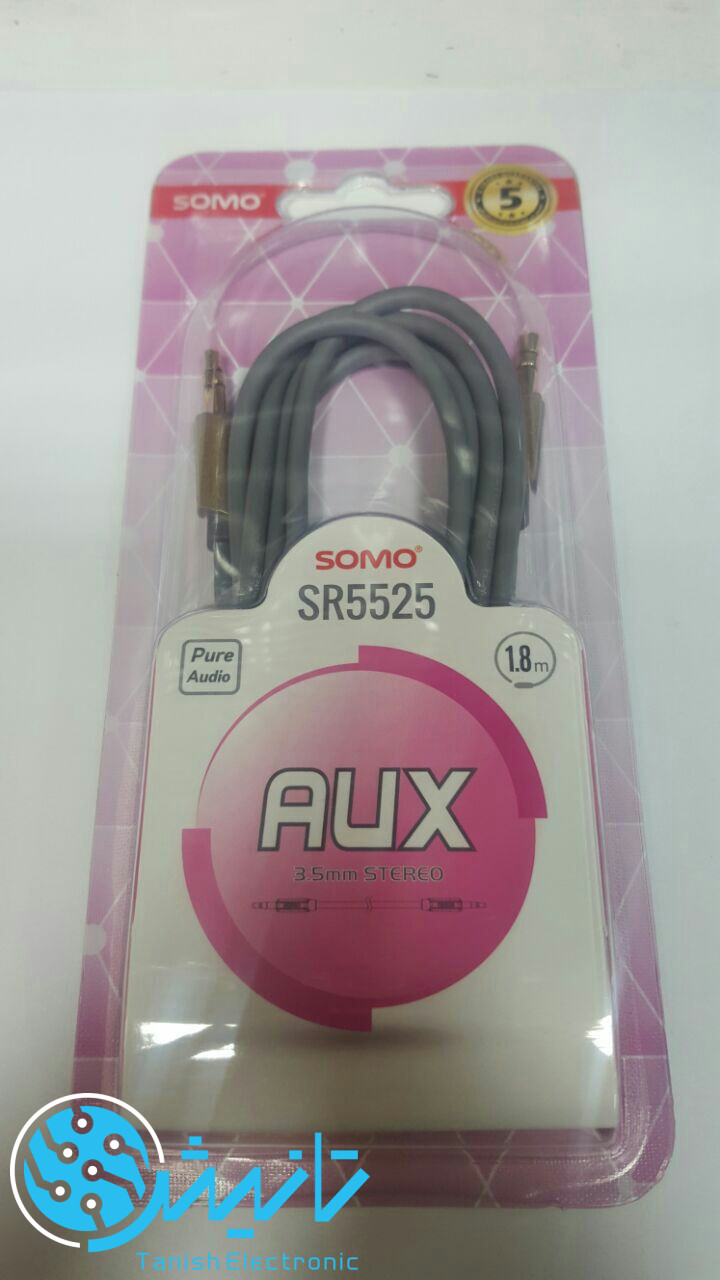 SOMO
5
SOMO®
SR5525
Pure
Audio
1.8m
AUX
3.5mm STEREO
تانیش
Tanish Electronic